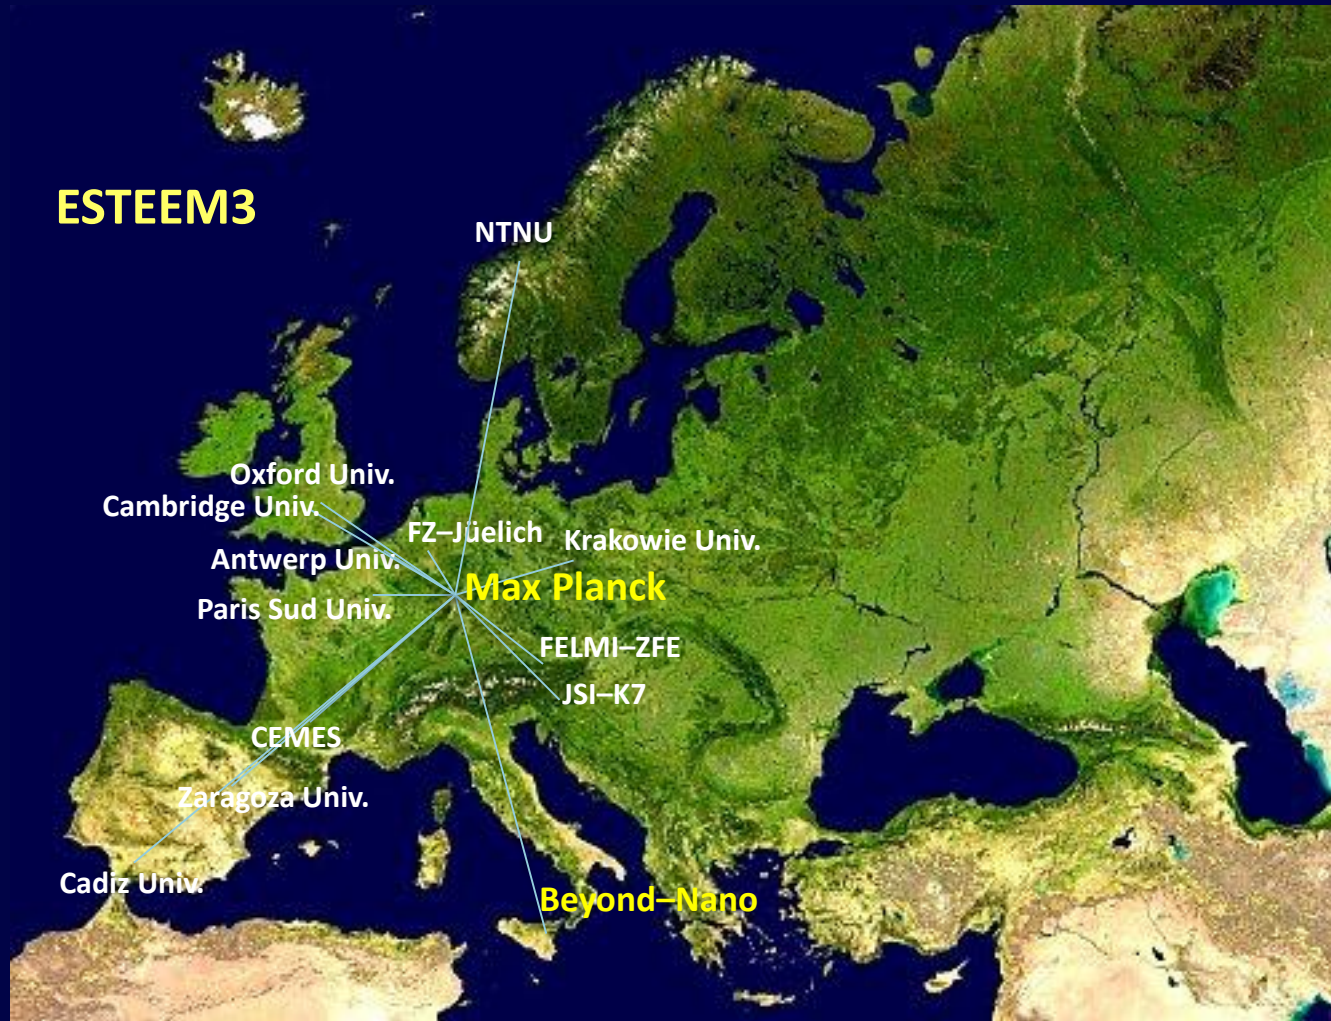 ESTEEM3
NTNU
Oxford Univ.
Cambridge Univ.
FZ–Jüelich
Krakowie Univ.
Antwerp Univ.
Max Planck
Paris Sud Univ.
FELMI–ZFE
JSI–K7
CEMES
Zaragoza Univ.
Cadiz Univ.
Beyond–Nano